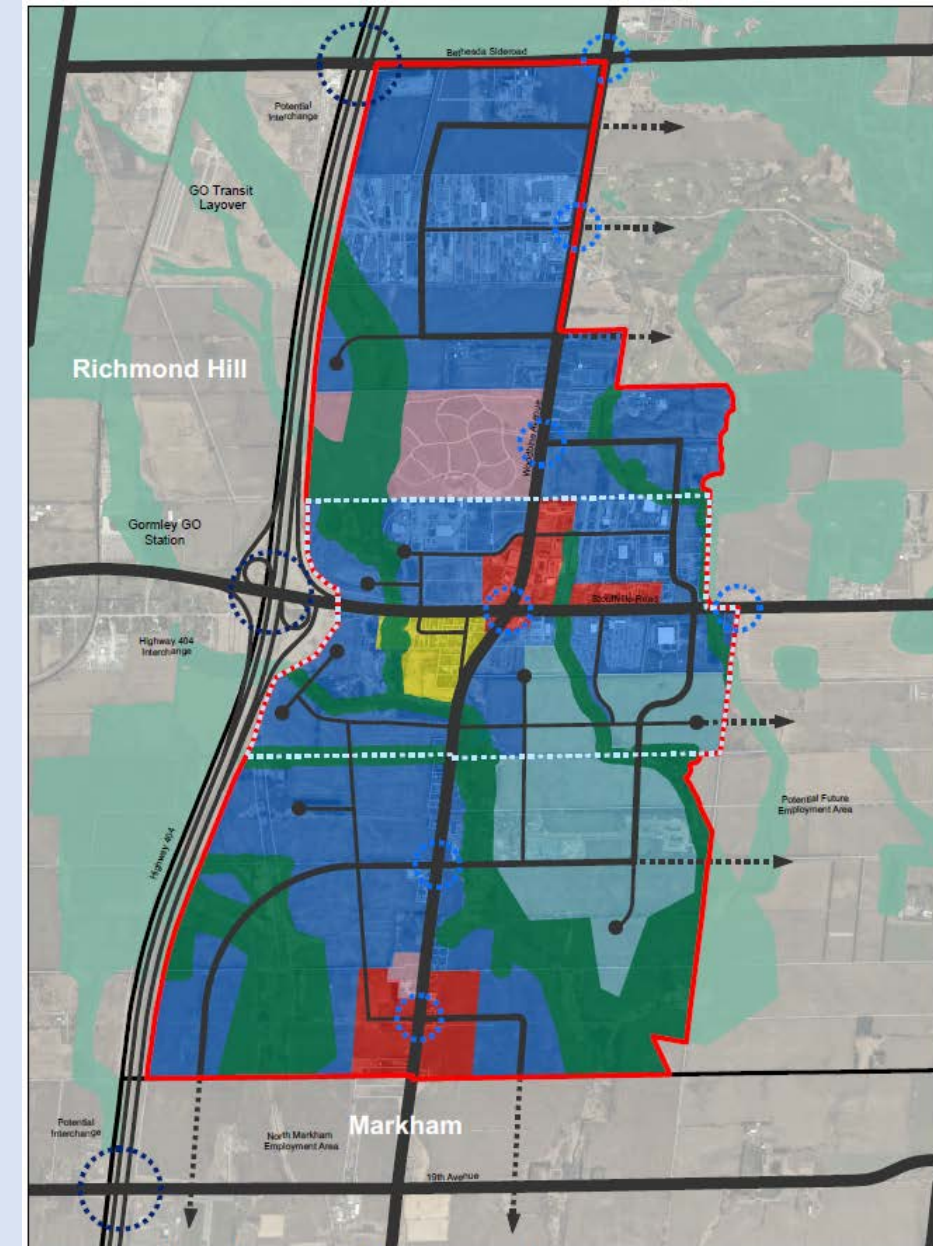 Bethesda Sideroad
Potential
Interchange
GO Transit
Layover
Richmond Hill
Woodbine Avenue
Gormley GO
Station
Stouffville Road
Highway 404
Interchange
Potential Future
Employment Area
Highway 404
Potential
Interchange
North Markham
Employment Area
Markham
19th Avenue